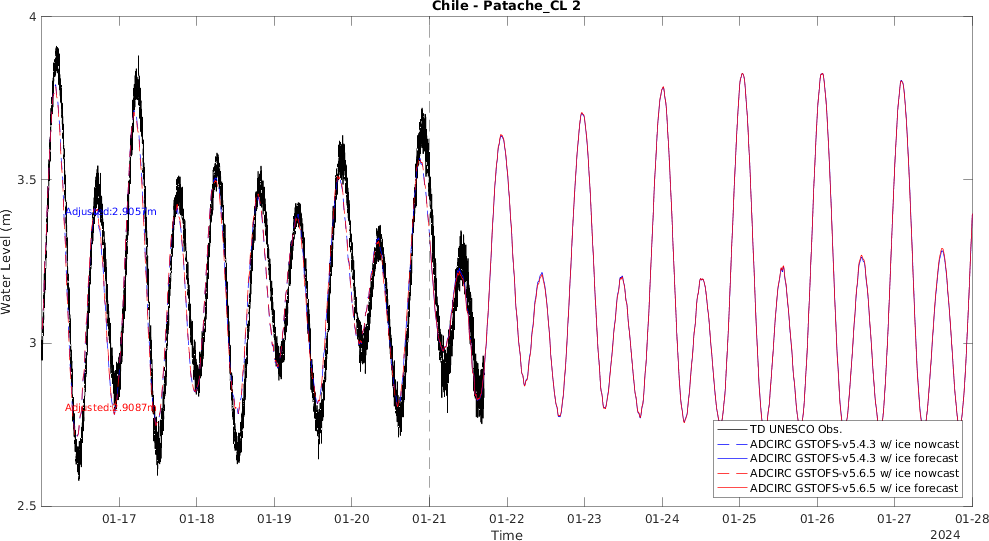 Chile - Patache_CL 2
4
3.5
3
2.5
Water Level (m)
Adjusted:2.9057m
Adjusted:2.9087m
TD UNESCO Obs.
ADCIRC GSTOFS-v5.4.3 w/ ice nowcast
ADCIRC GSTOFS-v5.4.3 w/ ice forecast
ADCIRC GSTOFS-v5.6.5 w/ ice nowcast
ADCIRC GSTOFS-v5.6.5 w/ ice forecast
01-17 01-18 01-19 01-20 01-21 01-22 01-23 01-24 01-25 01-26 01-27 01-28
Time
2024